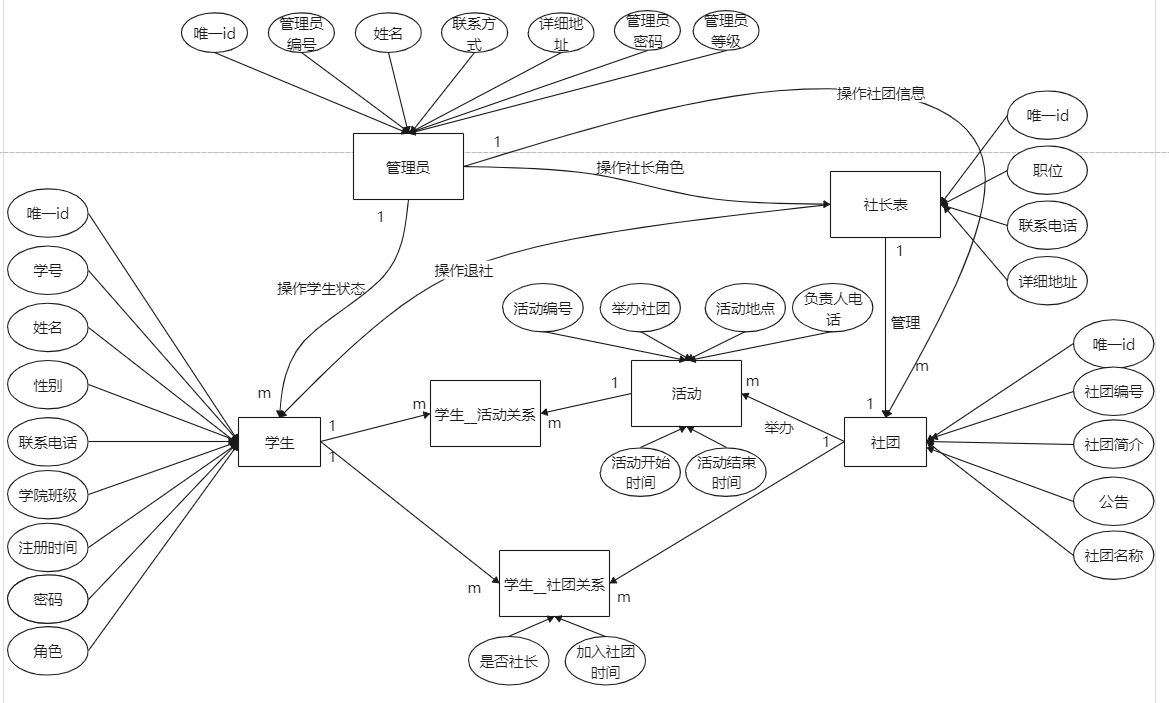 唯一id
管理员
编号
姓名
联系方
式
详细地
址
管理员
密码
管理员
等级
操作社团信息
1
管理员
操作社长角色
唯一id
职位
联系电话
详细地址
社长表
1
1
操作学生状态
操作退社
m
唯一id
学号
姓名
性别
联系电话
学院班级
注册时间
密码
角色
活动编号
举办社团
活动地点
负责人电
话
管理
m
1
唯一id
社团编号
社团简介
公告
社团名称
学生
1
1
m
学生__活动关系
1
m
活动
m
举办
1
社团
活动开始
时间
活动结束
时间
m
学生__社团关系
m
是否社长
加入社团
时间